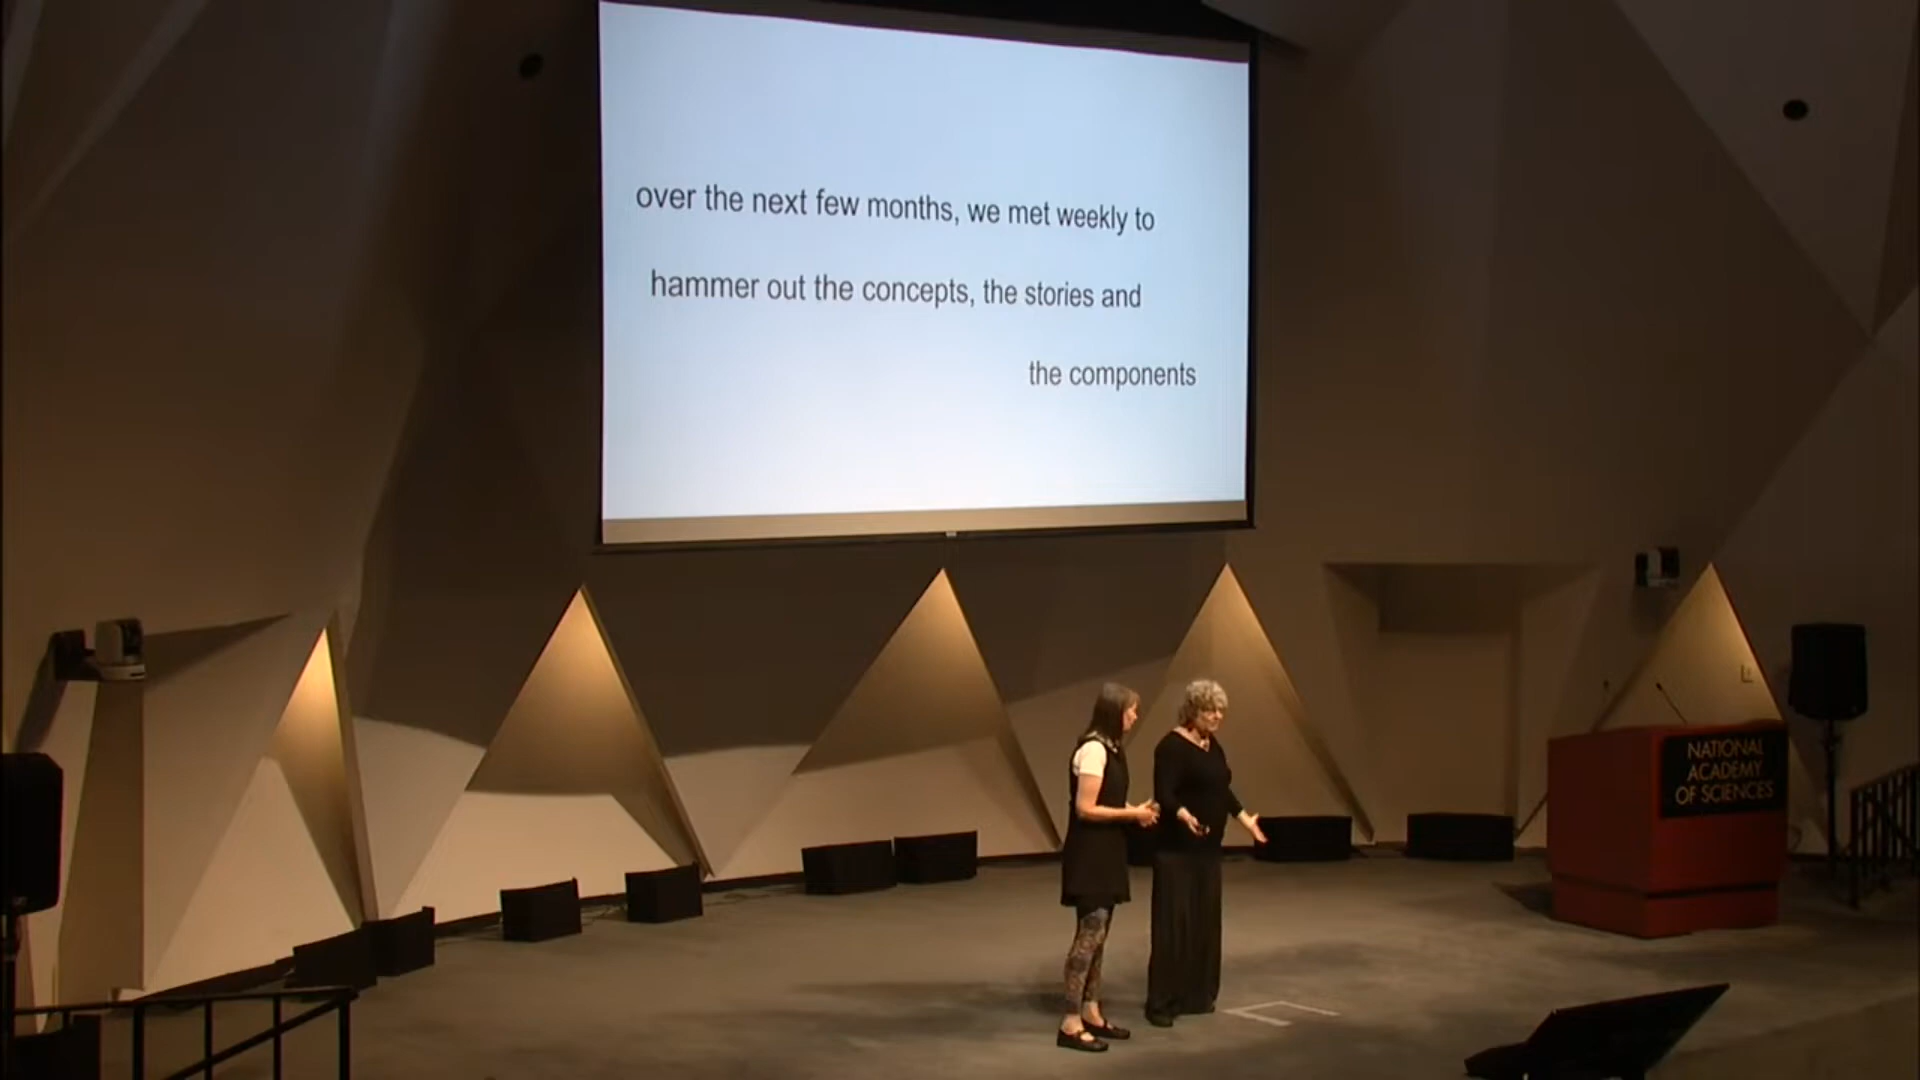 over the next few months, we met weekly to
hammer out the concepts, the stories and
the components
NATIONAL
ACADEMY
OF SCIENCES